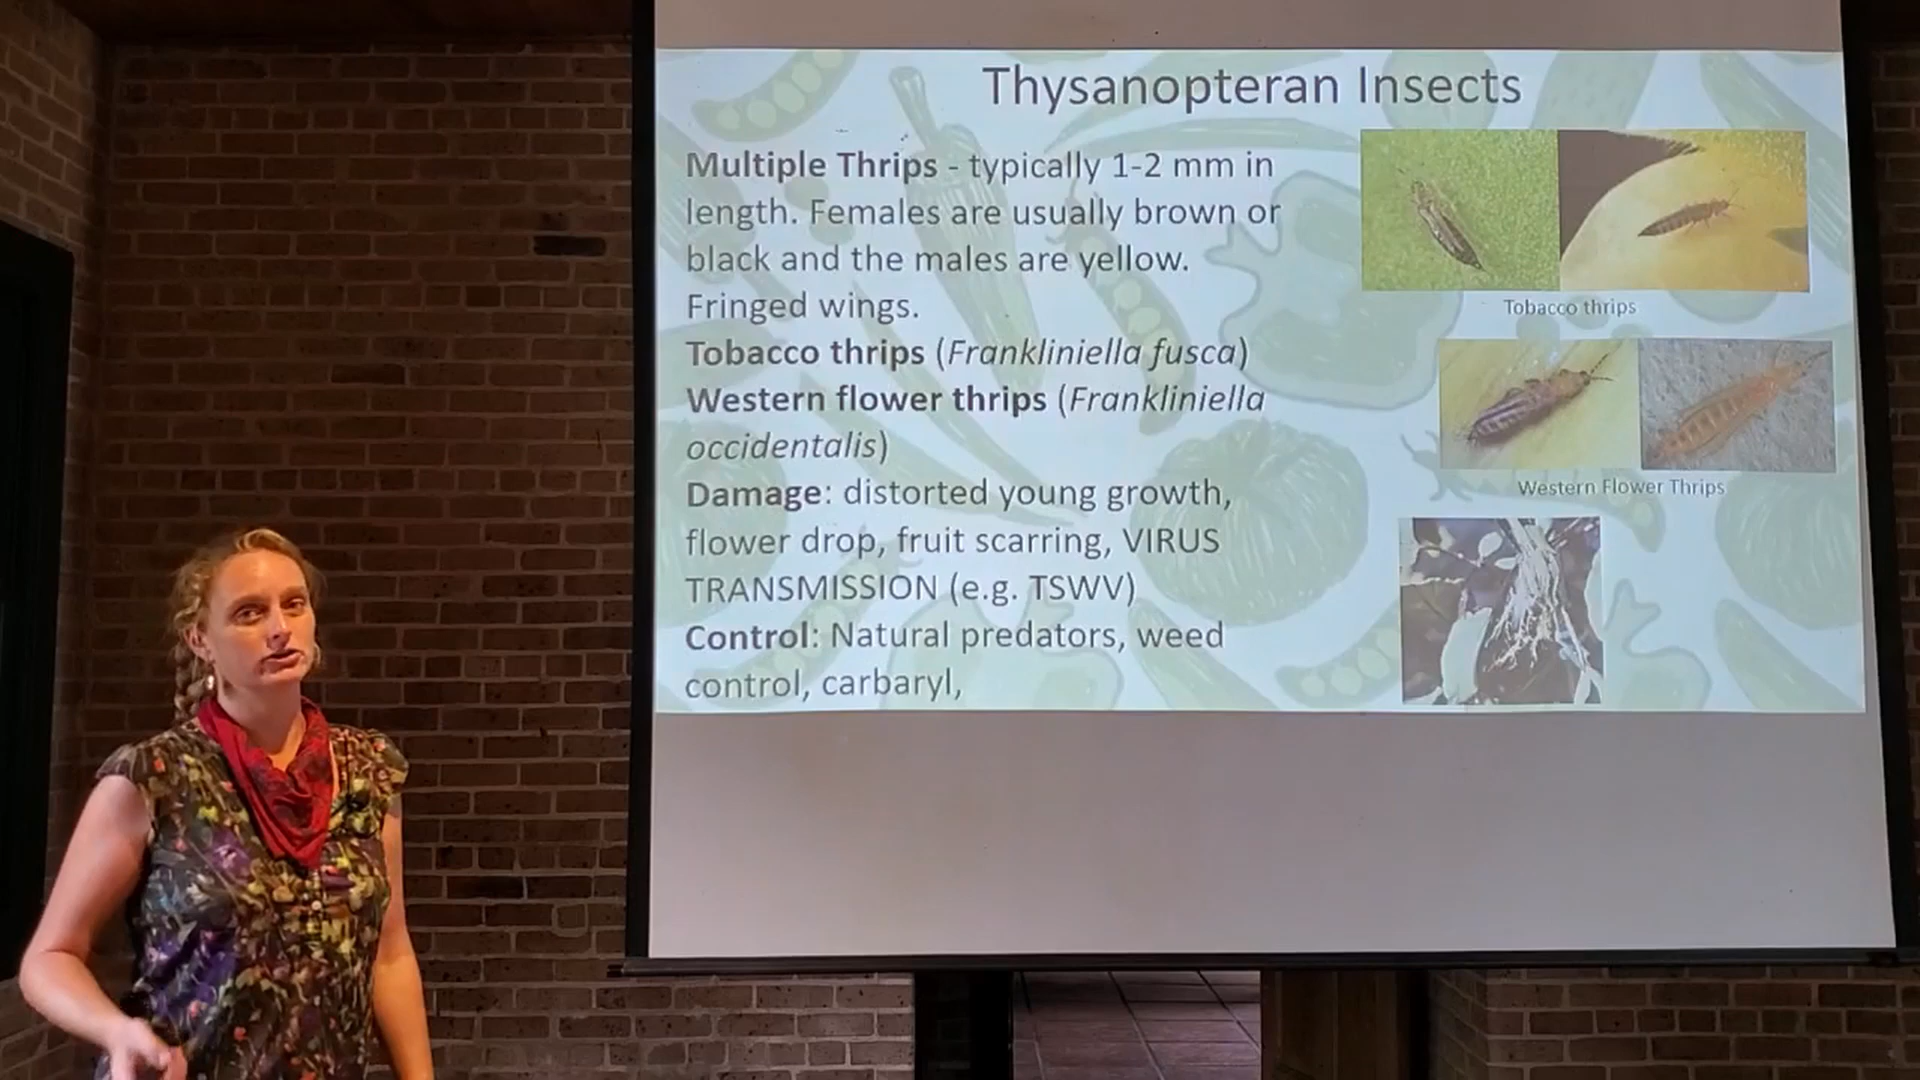 Thysanopteran Insects
Multiple Thrips - typically 1-2 mm in
length. Females are usually brown or
black and the males are yellow.
Fringed wings.
Tobacco thrips (Frankliniella fusca)
Western flower thrips (Frankliniella
occidentalis)
Damage: distorted young growth,
flower drop, fruit scarring, VIRUS
TRANSMISSION (e.g. TSWV)
Control: Natural predators, weed
control, carbaryl,
Tobacco thrips
Western Flower Thrips